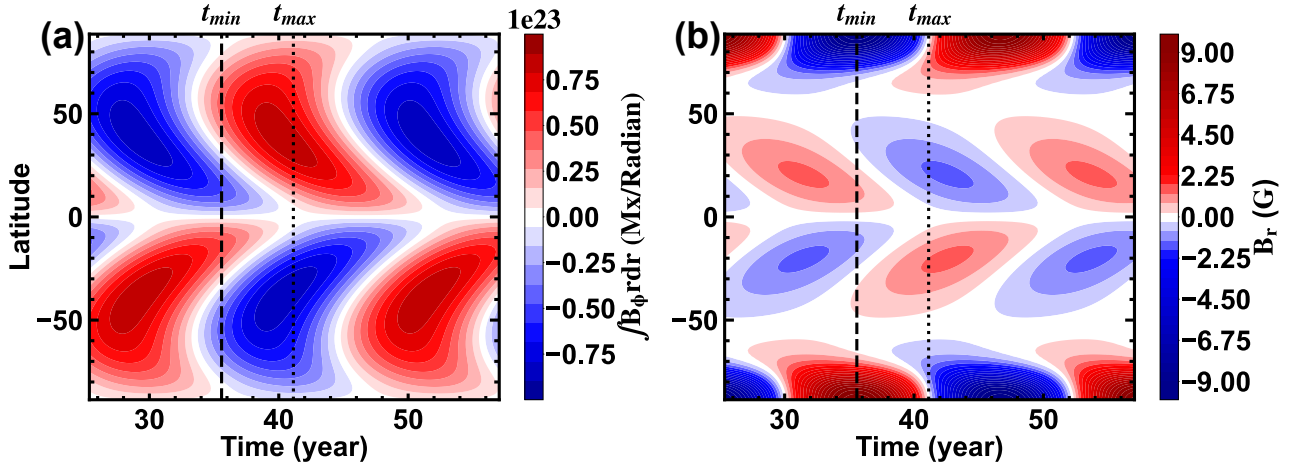 (a)
t_min
t_max
1e23
50
0
−50
Latitude
30
40
50
Time (year)
0.75
0.50
0.25
0.00
−0.25
−0.50
−0.75
∫B_ϕrdr (Mx/Radian)
(b)
t_min
t_max
50
0
−50
30
40
50
Time (year)
9.00
6.75
4.50
2.25
0.00
−2.25
−4.50
−6.75
−9.00
B_r (G)